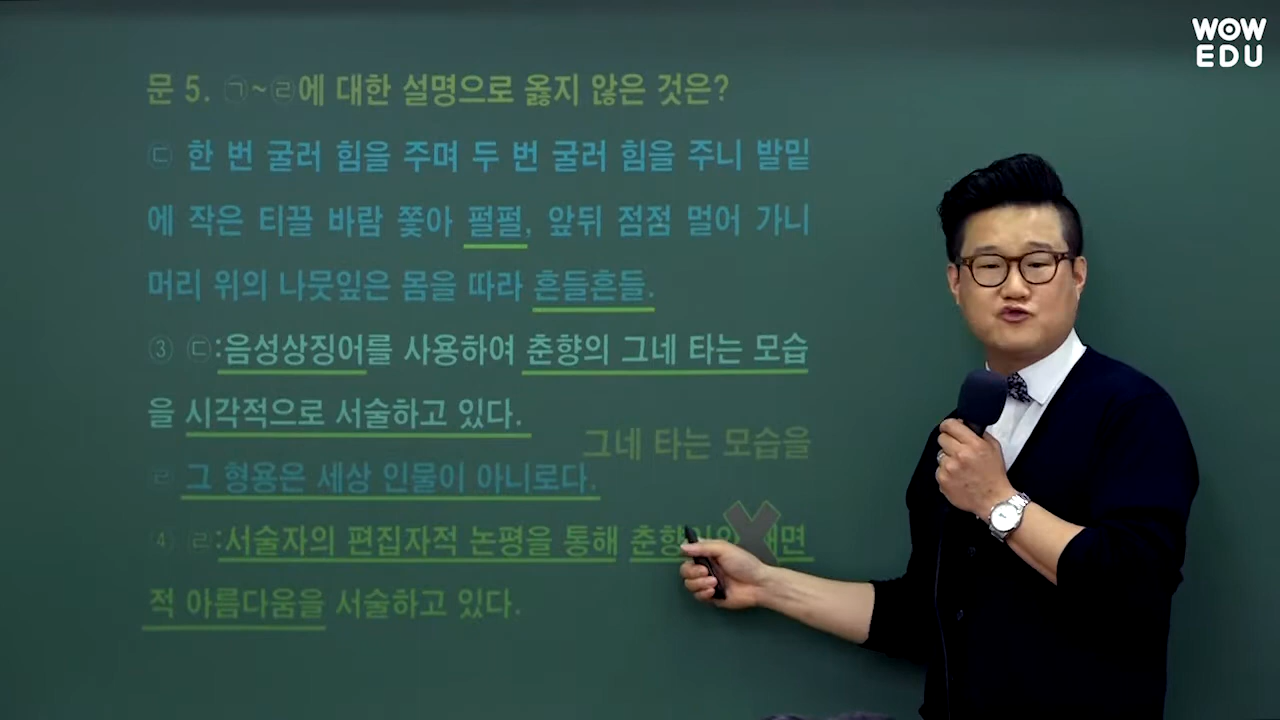 WOW
EDU
문 5. ㉠~㉣에 대한 설명으로 옳지 않은 것은?
㉢ 한 번 굴러 힘을 주며 두 번 굴러 힘을 주니 발밑
에 작은 티끌 바람 쫓아 펄펄, 앞뒤 점점 멀어 가니
머리 위의 나뭇잎은 몸을 따라 흔들흔들.
③ ㉢:음성상징어를 사용하여 춘향의 그네 타는 모습
을 시각적으로 서술하고 있다.
그네 타는 모습을
㉣ 그 형용은 세상 인물이 아니로다.
④ ㉣:서술자의 편집자적 논평을 통해
적 아름다움을 서술하고 있다.